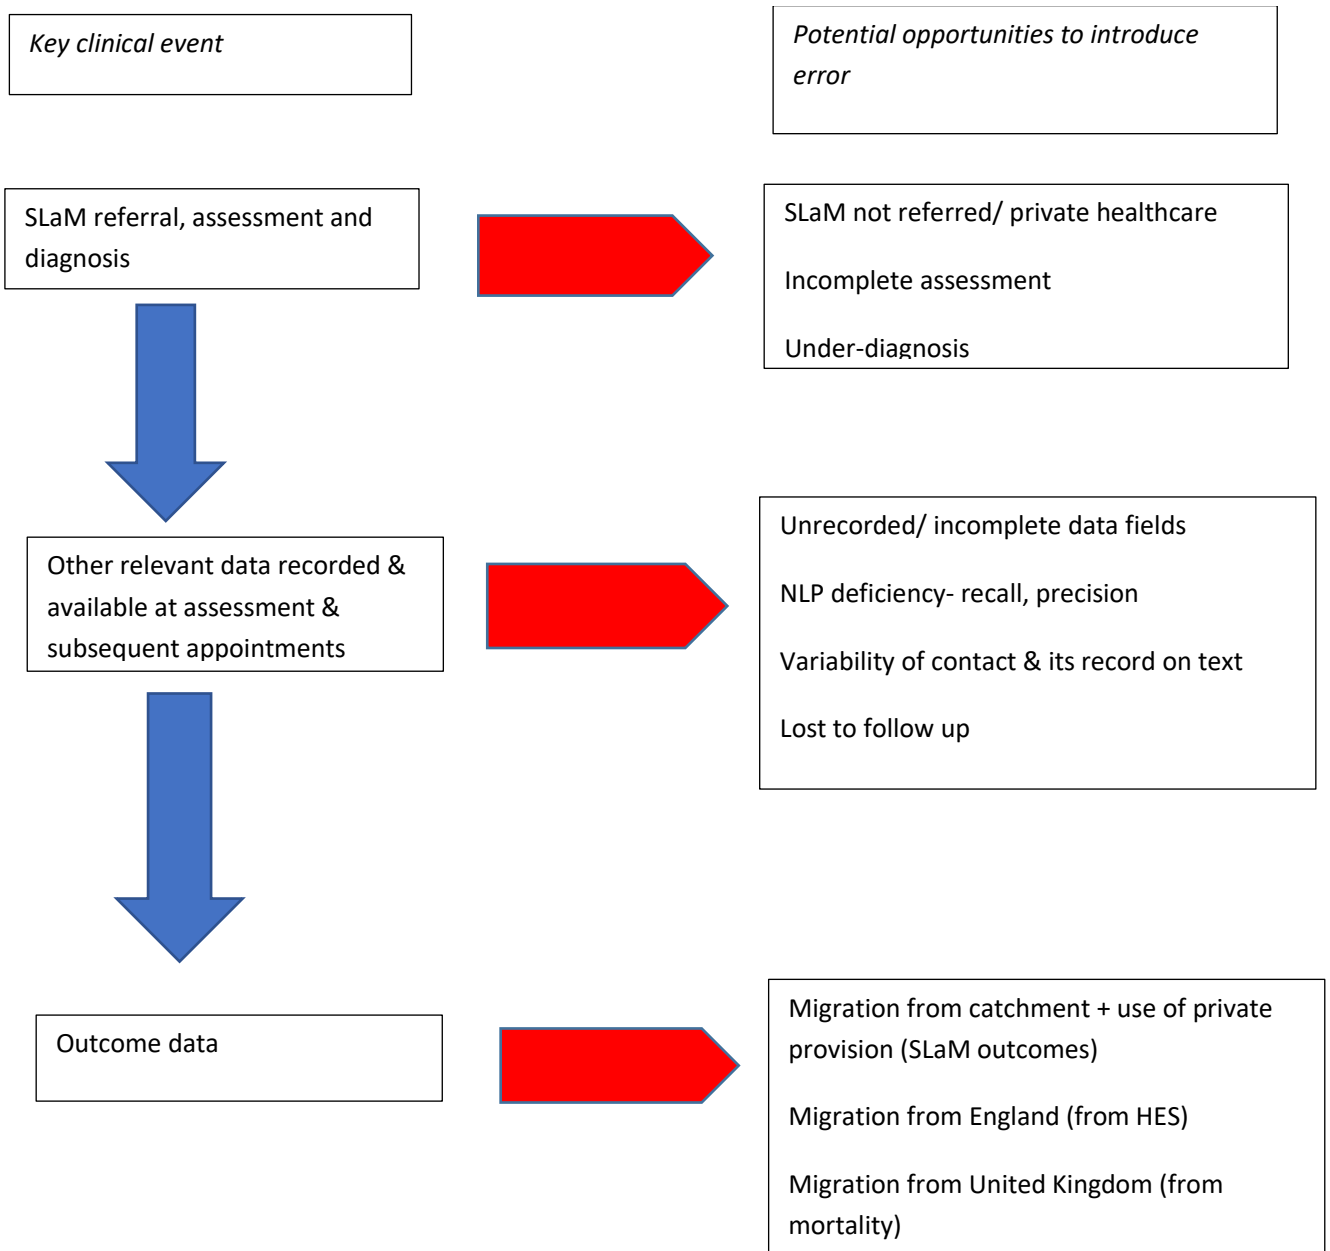 Key clinical event
Potential opportunities to introduce
error
SLaM referral, assessment and
diagnosis
SLaM not referred/ private healthcare
Incomplete assessment
Under-diagnosis
Other relevant data recorded &
available at assessment &
subsequent appointments
Unrecorded/ incomplete data fields
NLP deficiency- recall, precision
Variability of contact & its record on text
Lost to follow up
Outcome data
Migration from catchment + use of private
provision (SLaM outcomes)
Migration from England (from HES)
Migration from United Kingdom (from
mortality)